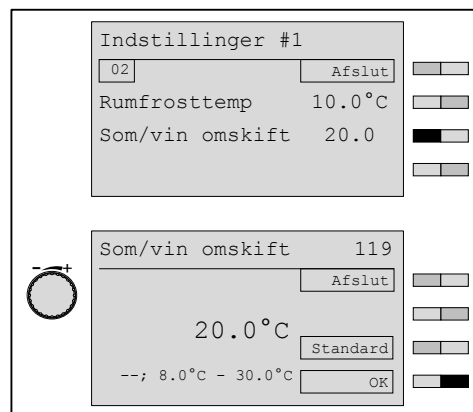 Indstillinger #1
02 Afslut
Rumfrosttemp 10.0°C
Som/vin omskift 20.0
Som/vin omskift 119
Afslut
- +
20.0°C
Standard
--; 8.0°C - 30.0°C OK